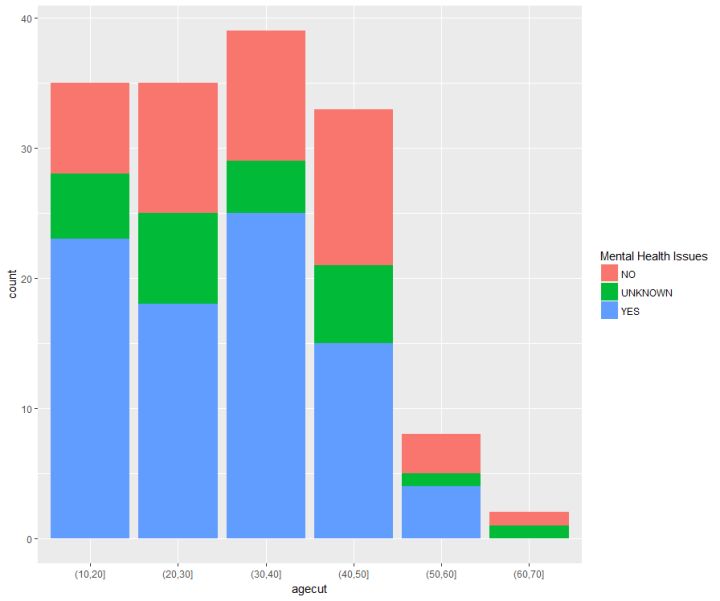 40
30
20
10
0
count
(10,20]
(20,30]
(30,40]
(40,50]
(50,60]
(60,70]
agecut
Mental Health Issues
NO
UNKNOWN
YES